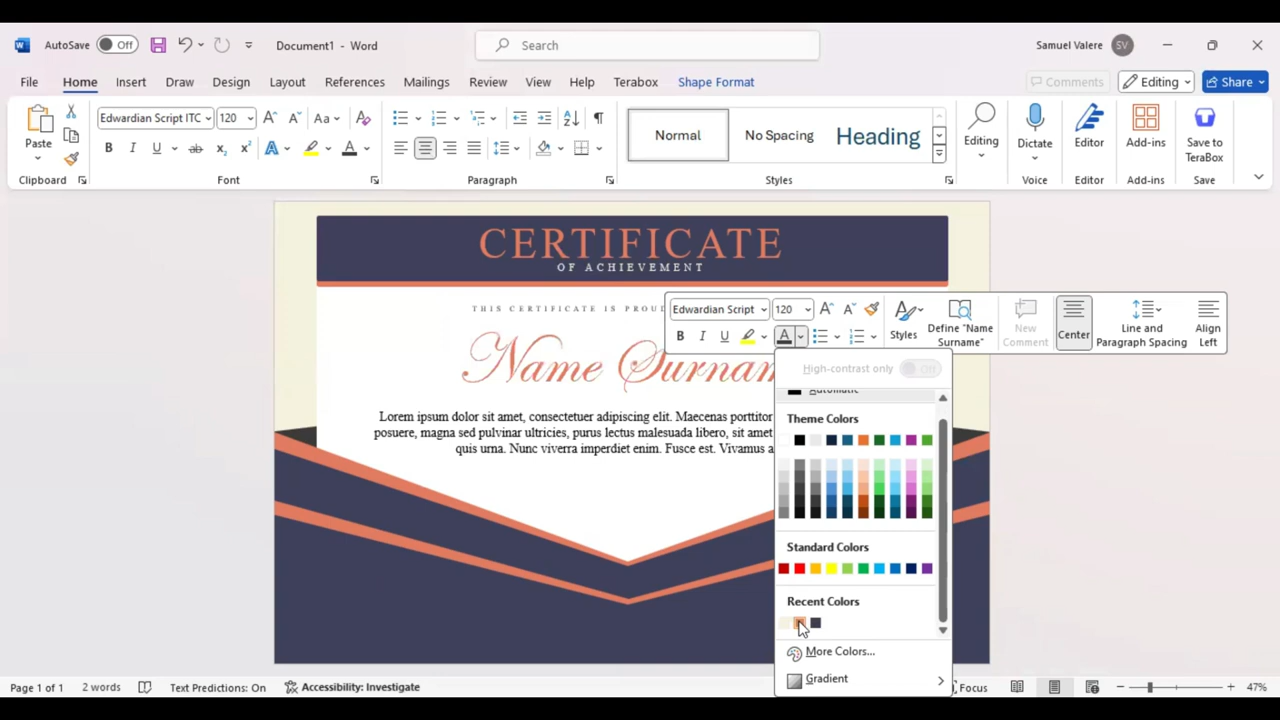 AutoSave Off Document1 - Word Search Samuel Valere SV
File Home Insert Draw Design Layout References Mailings Review View Help Terabox Shape Format Comments Editing Share
Paste Edwardian Script ITC 120 Aa Normal No Spacing Heading Editing Dictate Editor Add-ins Save to TeraBox
Clipboard Font Paragraph Styles Voice Editor Add-ins Save
CERTIFICATE
OF ACHIEVEMENT
THIS CERTIFICATE IS
Edwardian Script 120 Styles Define "Name Surname" New Comment Center Line and Paragraph Spacing Align Left
Name
High-contrast only Off
Automatic
Theme Colors
Lorem ipsum dolor sit amet, consectetuer adipiscing elit. Maecenas porttitor
posuere, magna sed pulvinar ultricies, purus lectus malesuada libero, sit amet
quis urna. Nunc viverra imperdiet enim. Fusce est. Vivamus a
Standard Colors
Recent Colors
More Colors...
Gradient
Page 1 of 1 2 words Text Predictions: On Accessibility: Investigate Focus 47%